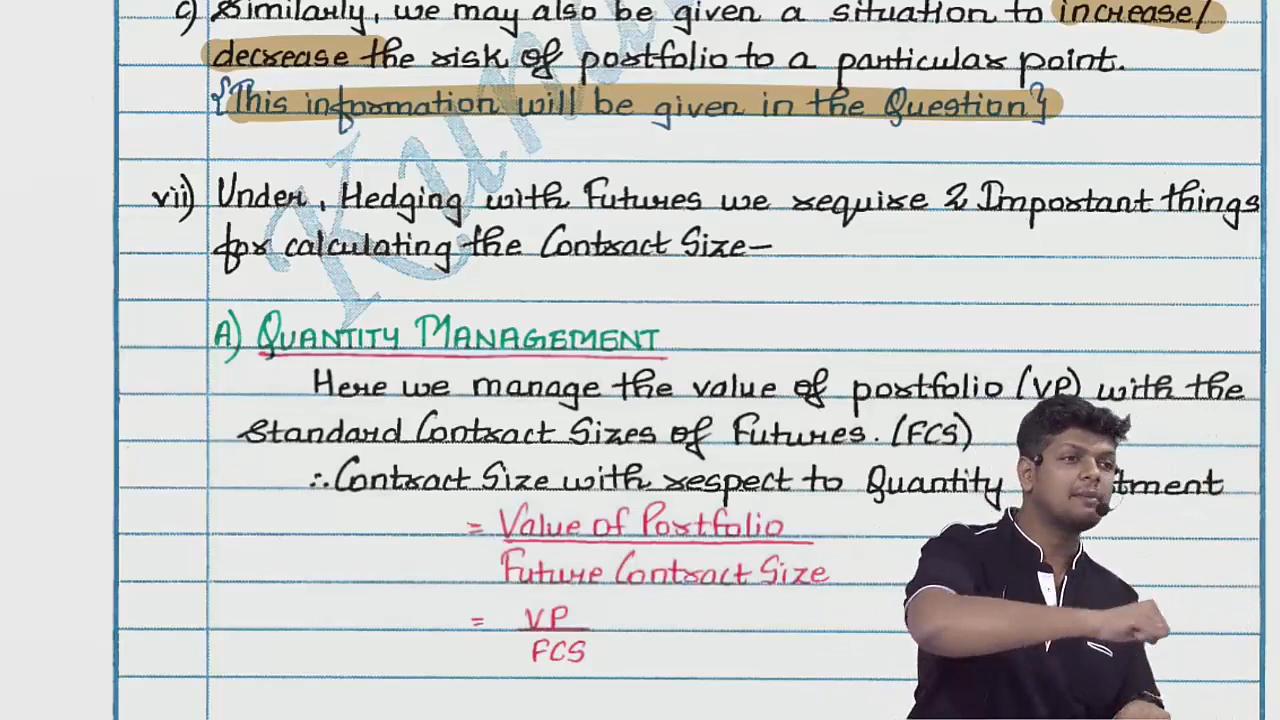 c) Similarly, we may also be given a situation to increase/
decrease the risk of portfolio to a particular point.
{This information will be given in the Question}
vii) Under, Hedging with Futures we require 2 Important things
for calculating the Contract Size-
A) QUANTITY MANAGEMENT
Here we manage the value of portfolio (VP) with the
Standard Contract Sizes of Futures. (FCS)
∴ Contract Size with respect to Quantity
= Value of Portfolio
Future Contract Size
= VP
FCS